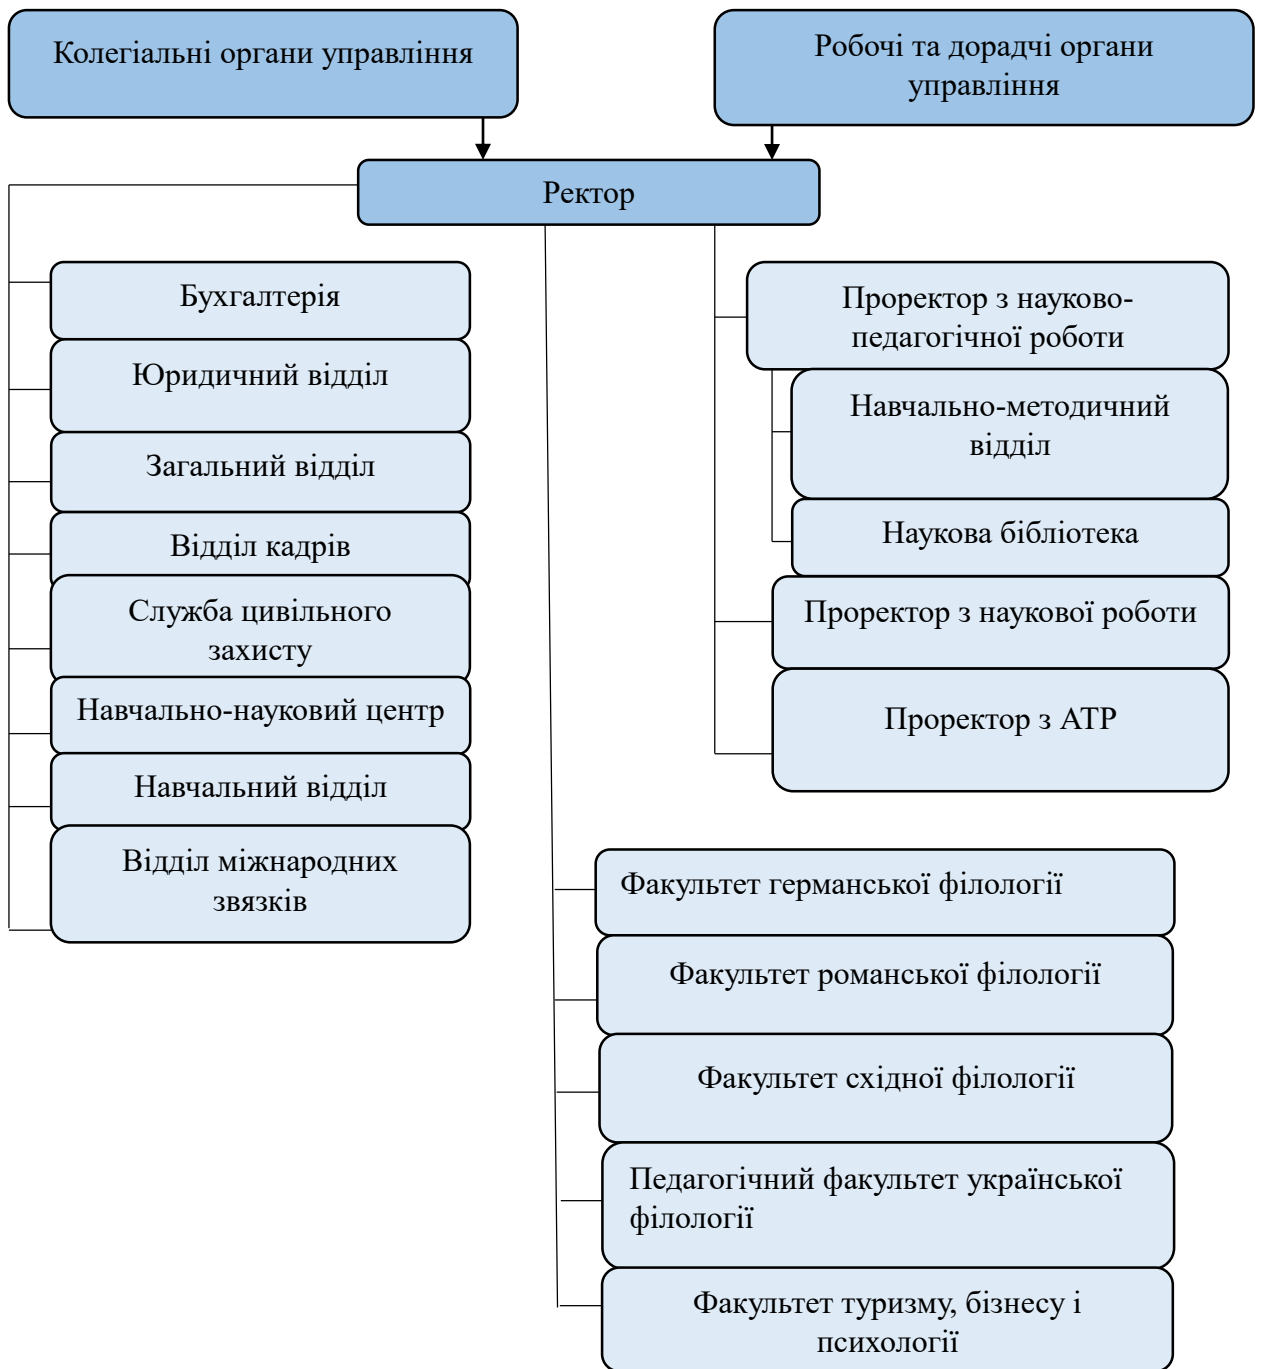 Колегіальні органи управління
Робочі та дорадчі органи
управління
Ректор
Бухгалтерія
Юридичний відділ
Загальний відділ
Відділ кадрів
Служба цивільного
захисту
Навчально-науковий центр
Навчальний відділ
Відділ міжнародних
звязків
Проректор з науково-
педагогічної роботи
Навчально-методичний
відділ
Наукова бібліотека
Проректор з наукової роботи
Проректор з АТР
Факультет германської філології
Факультет романської філології
Факультет східної філології
Педагогічний факультет української
філології
Факультет туризму, бізнесу і
психології